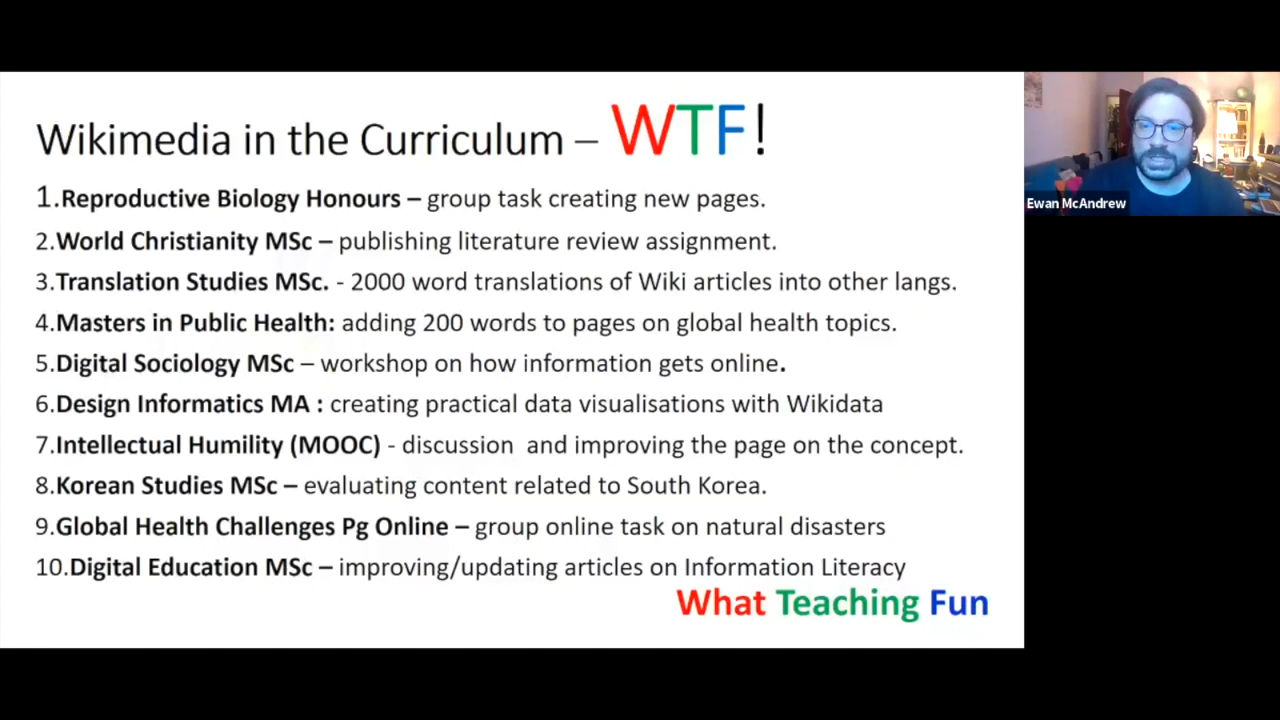 Wikimedia in the Curriculum – WTF!
1.Reproductive Biology Honours – group task creating new pages.
2.World Christianity MSc – publishing literature review assignment.
3.Translation Studies MSc. - 2000 word translations of Wiki articles into other langs.
4.Masters in Public Health: adding 200 words to pages on global health topics.
5.Digital Sociology MSc – workshop on how information gets online.
6.Design Informatics MA : creating practical data visualisations with Wikidata
7.Intellectual Humility (MOOC) - discussion  and improving the page on the concept.
8.Korean Studies MSc – evaluating content related to South Korea.
9.Global Health Challenges Pg Online – group online task on natural disasters
10.Digital Education MSc – improving/updating articles on Information Literacy
What Teaching Fun
Ewan McAndrew